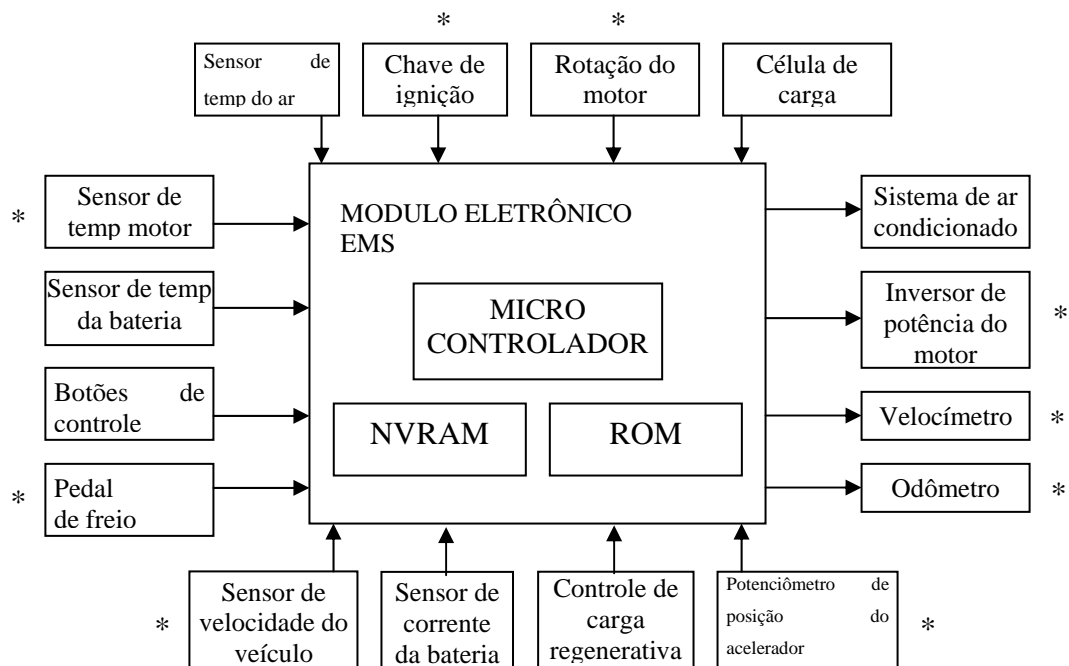 *
*
Sensor de
temp do ar
Chave de
ignição
Rotação do
motor
Célula de
carga
*
Sensor de
temp motor
Sensor de temp
da bateria
Botões de
controle
*
Pedal
de freio
MODULO ELETRÔNICO
EMS
MICRO
CONTROLADOR
NVRAM
ROM
Sistema de ar
condicionado
Inversor de
potência do
motor
*
Velocímetro
*
Odômetro
*
*
Sensor de
velocidade do
veículo
Sensor de
corrente
da bateria
Controle de
carga
regenerativa
Potenciômetro de
posição do
acelerador
*